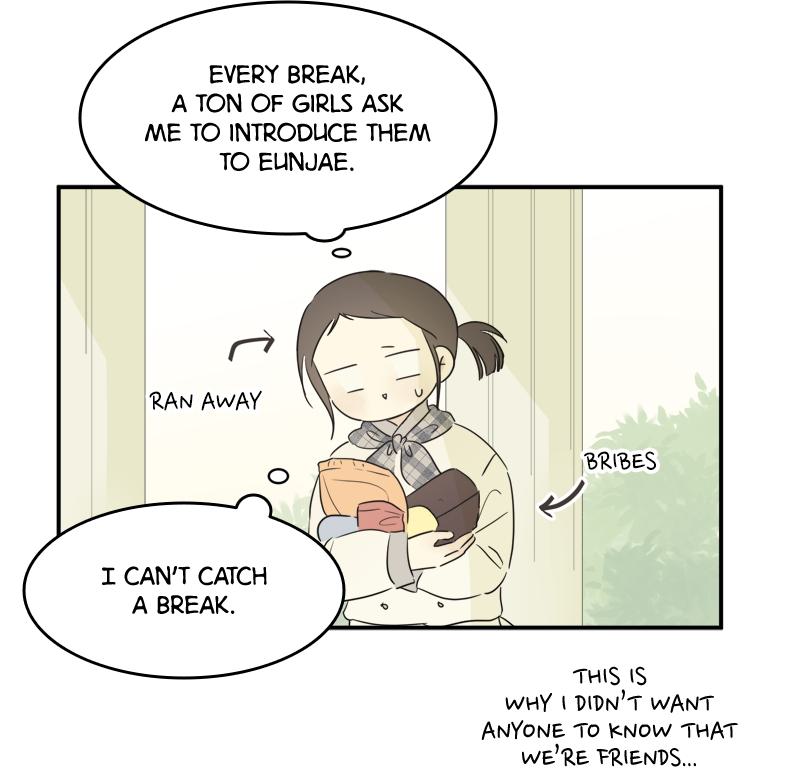 EVERY BREAK,
A TON OF GIRLS ASK
ME TO INTRODUCE THEM
TO EUNJAE.
RAN AWAY
BRIBES
I CAN'T CATCH
A BREAK.
THIS IS
WHY I DIDN'T WANT
ANYONE TO KNOW THAT
WE'RE FRIENDS...